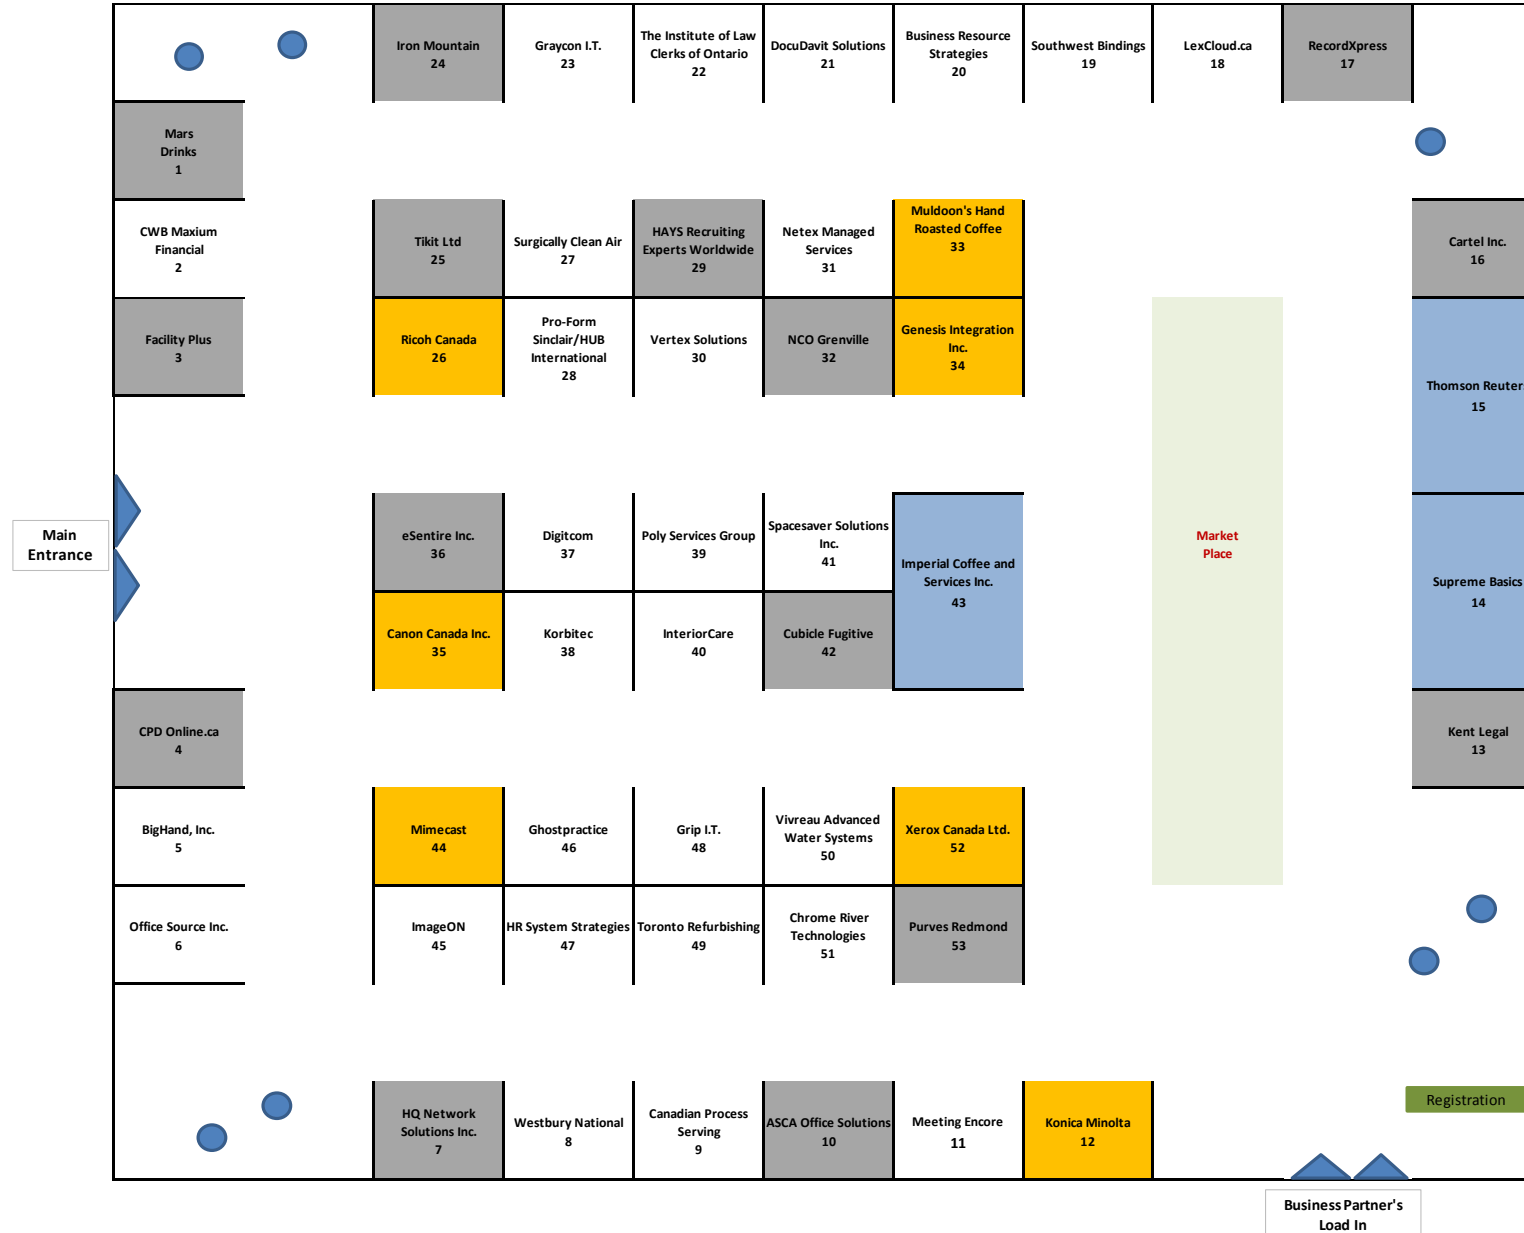 Iron Mountain
24
Graycon I.T.
23
The Institute of Law
Clerks of Ontario
22
DocuDavit Solutions
21
Business Resource
Strategies
20
Southwest Bindings
19
LexCloud.ca
18
RecordXpress
17
Mars
Drinks
1
CWB Maxium
Financial
2
Tikit Ltd
25
Surgically Clean Air
27
HAYS Recruiting
Experts Worldwide
29
Netex Managed
Services
31
Muldoon's Hand
Roasted Coffee
33
Cartel Inc.
16
Facility Plus
3
Ricoh Canada
26
Pro-Form
Sinclair/HUB
International
28
Vertex Solutions
30
NCO Grenville
32
Genesis Integration
Inc.
34
Thomson Reuter
15
Main
Entrance
eSentire Inc.
36
Digitcom
37
Poly Services Group
39
Spacesaver Solutions
Inc.
41
Imperial Coffee and
Services Inc.
43
Market
Place
Supreme Basics
14
Canon Canada Inc.
35
Korbitec
38
InteriorCare
40
Cubicle Fugitive
42
CPD Online.ca
4
Kent Legal
13
BigHand, Inc.
5
Mimecast
44
Ghostpractice
46
Grip I.T.
48
Vivreau Advanced
Water Systems
50
Xerox Canada Ltd.
52
Office Source Inc.
6
ImageON
45
HR System Strategies
47
Toronto Refurbishing
49
Chrome River
Technologies
51
Purves Redmond
53
HQ Network
Solutions Inc.
7
Westbury National
8
Canadian Process
Serving
9
ASCA Office Solutions
10
Meeting Encore
11
Konica Minolta
12
Registration
Business Partner's
Load In